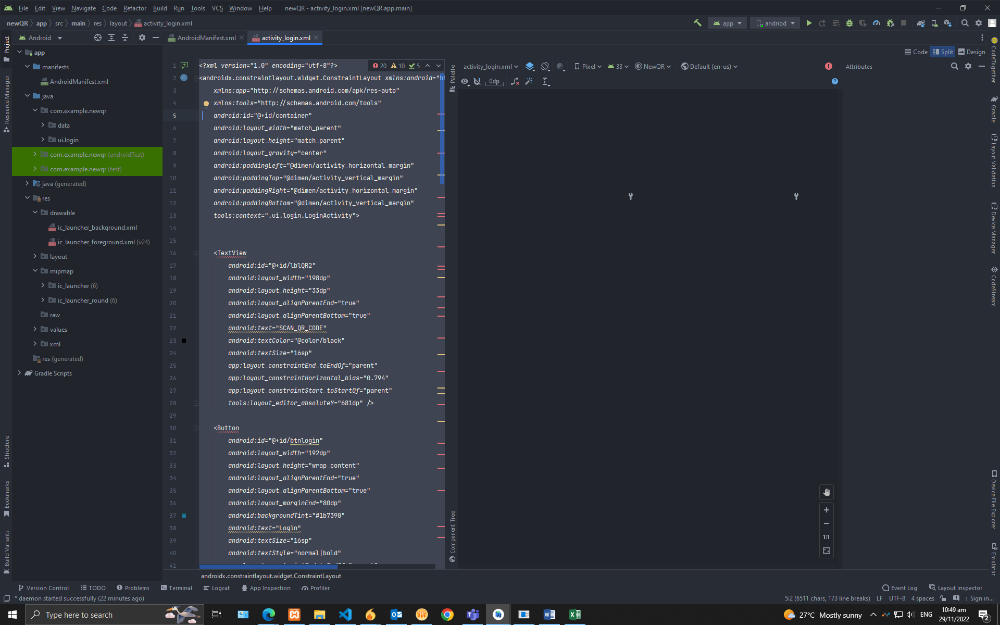 File Edit View Navigate Code Refactor Build Run Tools VCS Window Help newQR - activity_login.xml [newQR.app.main]
newQR app src main res layout activity_login.xml
app andriod
Android
AndroidManifest.xml
activity_login.xml
Code Split Design
Project
Resource Manager
Structure
Bookmarks
Build Variants
app
manifests
AndroidManifest.xml
java
com.example.newqr
data
ui.login
com.example.newqr (androidTest)
com.example.newqr (test)
java (generated)
res
drawable
ic_launcher_background.xml
ic_launcher_foreground.xml (v24)
layout
mipmap
ic_launcher (6)
ic_launcher_round (6)
raw
values
xml
res (generated)
Gradle Scripts
20 10 5
1 <?xml version="1.0" encoding="utf-8"?>
2 <androidx.constraintlayout.widget.ConstraintLayout xmlns:android="ht
3 xmlns:app="http://schemas.android.com/apk/res-auto"
4 xmlns:tools="http://schemas.android.com/tools"
5 android:id="@+id/container"
6 android:layout_width="match_parent"
7 android:layout_height="match_parent"
8 android:layout_gravity="center"
9 android:paddingLeft="@dimen/activity_horizontal_margin"
10 android:paddingTop="@dimen/activity_vertical_margin"
11 android:paddingRight="@dimen/activity_horizontal_margin"
12 android:paddingBottom="@dimen/activity_vertical_margin"
13 tools:context=".ui.login.LoginActivity">
14
15
16 <TextView
17 android:id="@+id/lblQR2"
18 android:layout_width="198dp"
19 android:layout_height="33dp"
20 android:layout_alignParentEnd="true"
21 android:layout_alignParentBottom="true"
22 android:text="SCAN_QR_CODE"
23 android:textColor="@color/black"
24 android:textSize="16sp"
25 app:layout_constraintEnd_toEndOf="parent"
26 app:layout_constraintHorizontal_bias="0.794"
27 app:layout_constraintStart_toStartOf="parent"
28 tools:layout_editor_absoluteY="681dp" />
29
30 <Button
31 android:id="@+id/btnlogin"
32 android:layout_width="192dp"
33 android:layout_height="wrap_content"
34 android:layout_alignParentEnd="true"
35 android:layout_alignParentBottom="true"
36 android:layout_marginEnd="80dp"
37 android:backgroundTint="#1b7390"
38 android:text="Login"
39 android:textSize="16sp"
40 android:textStyle="normal|bold"
41
androidx.constraintlayout.widget.ConstraintLayout
Palette
Component Tree
activity_login.xml Pixel 33 NewQR Default (en-us)
0dp
Attributes
1:1
CodeTogether
Gradle
Layout Validation
Device Manager
CodeStream
Device File Explorer
Emulator
Version Control TODO Problems Terminal Logcat App Inspection Profiler Event Log Layout Inspector
* daemon started successfully (22 minutes ago) 5:2 (6511 chars, 173 line breaks) LF UTF-8 4 spaces Sign in...
Type here to search
27°C Mostly sunny ENG
10:49 am
29/11/2022
2